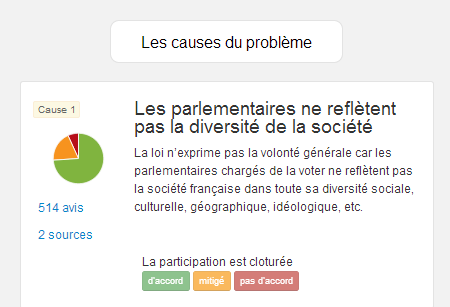 Les causes du problème
Cause 1
514 avis
2 sources
Les parlementaires ne reflètent
pas la diversité de la société
La loi n'exprime pas la volonté générale car les
parlementaires chargés de la voter ne reflètent pas
la société française dans toute sa diversité sociale,
culturelle, géographique, idéologique, etc.
La participation est cloturée
d'accord mitigé pas d'accord